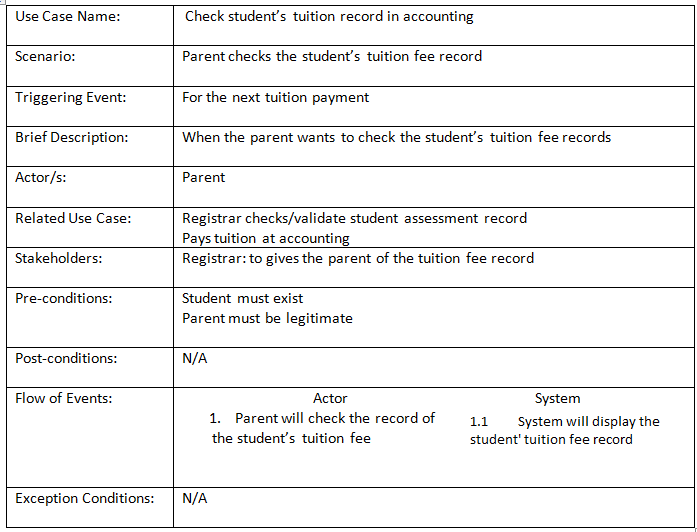 Use Case Name: Check student’s tuition record in accounting
Scenario: Parent checks the student’s tuition fee record
Triggering Event: For the next tuition payment
Brief Description: When the parent wants to check the student’s tuition fee records
Actor/s: Parent
Related Use Case: Registrar checks/validate student assessment record
Pays tuition at accounting
Stakeholders: Registrar: to gives the parent of the tuition fee record
Pre-conditions: Student must exist
Parent must be legitimate
Post-conditions: N/A
Flow of Events: Actor System
1. Parent will check the record of
the student’s tuition fee
1.1 System will display the
student' tuition fee record
Exception Conditions: N/A